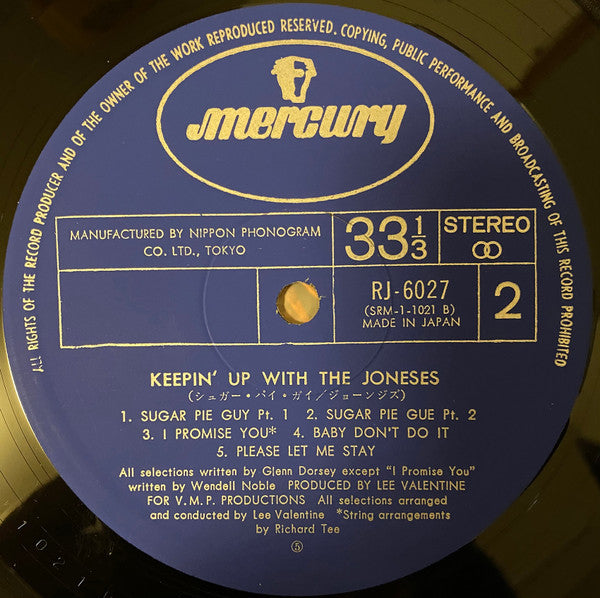 ALL RIGHTS OF THE RECORD PRODUCER AND OF THE OWNER OF THE WORK REPRODUCED RESERVED. COPYING, PUBLIC PERFORMANCE AND BROADCASTING OF THIS RECORD PROHIBITED
mercury
MANUFACTURED BY NIPPON PHONOGRAM
CO. LTD., TOKYO
33 1/3
STEREO
RJ-6027
(SRM-1-1021 B)
MADE IN JAPAN
2
KEEPIN' UP WITH THE JONESES
(シュガー・パイ・ガイ/ジョーンジズ)
1. SUGAR PIE GUY Pt. 1 2. SUGAR PIE GUE Pt. 2
3. I PROMISE YOU* 4. BABY DON'T DO IT
5. PLEASE LET ME STAY
All selections written by Glenn Dorsey except "I Promise You"
written by Wendell Noble PRODUCED BY LEE VALENTINE
FOR V.M.P. PRODUCTIONS All selections arranged
and conducted by Lee Valentine *String arrangements
by Richard Tee
⑤